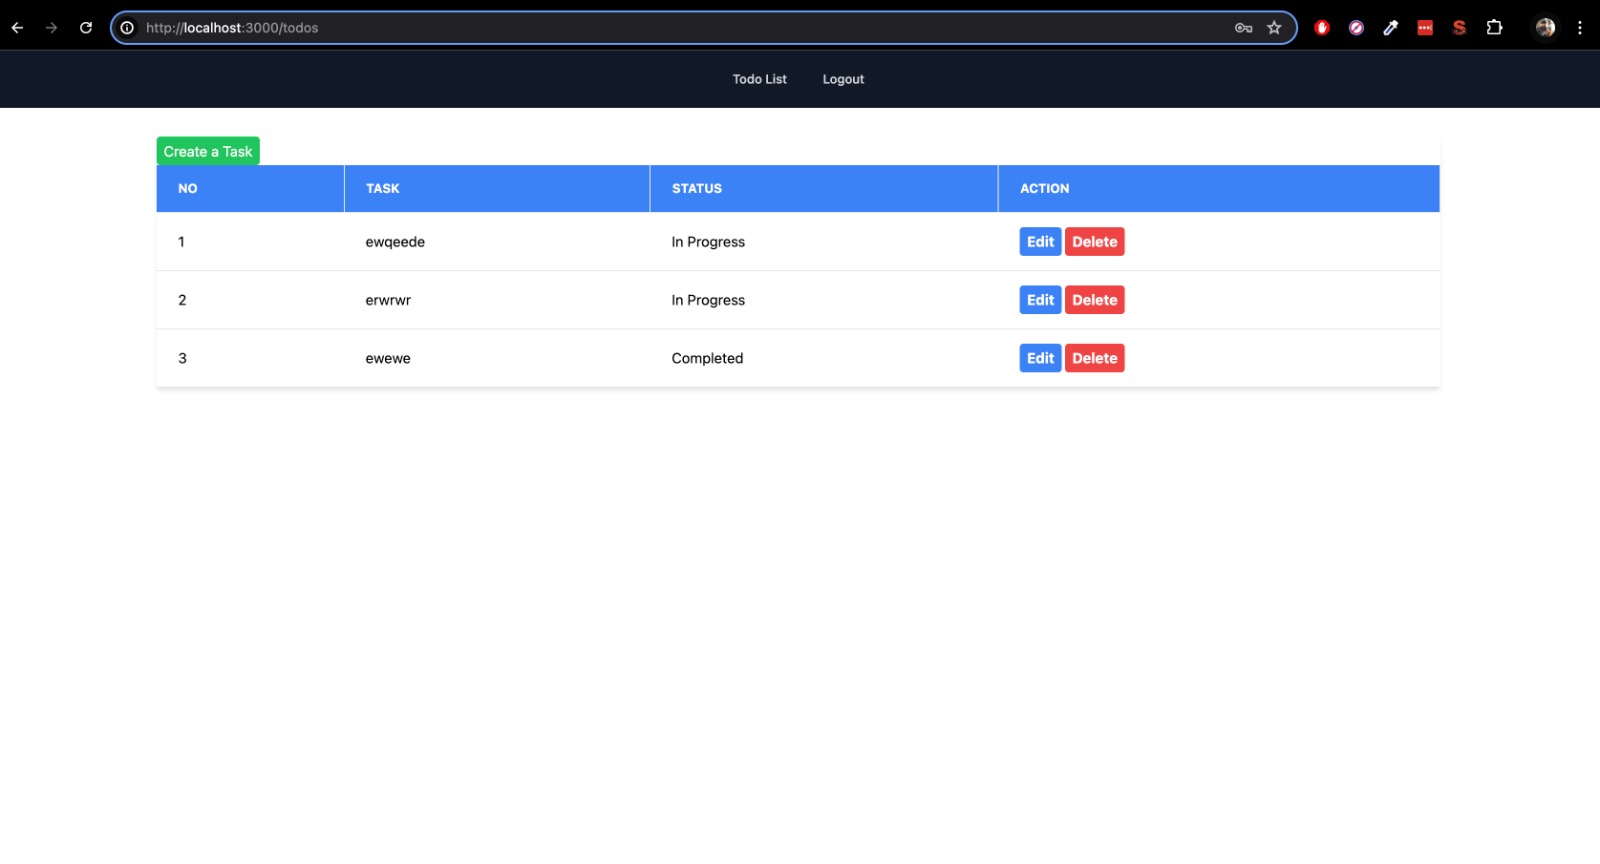 http://localhost:3000/todos
Todo List Logout
Create a Task
NO TASK STATUS ACTION
1 ewqeede In Progress Edit Delete
2 erwrwr In Progress Edit Delete
3 ewewe Completed Edit Delete